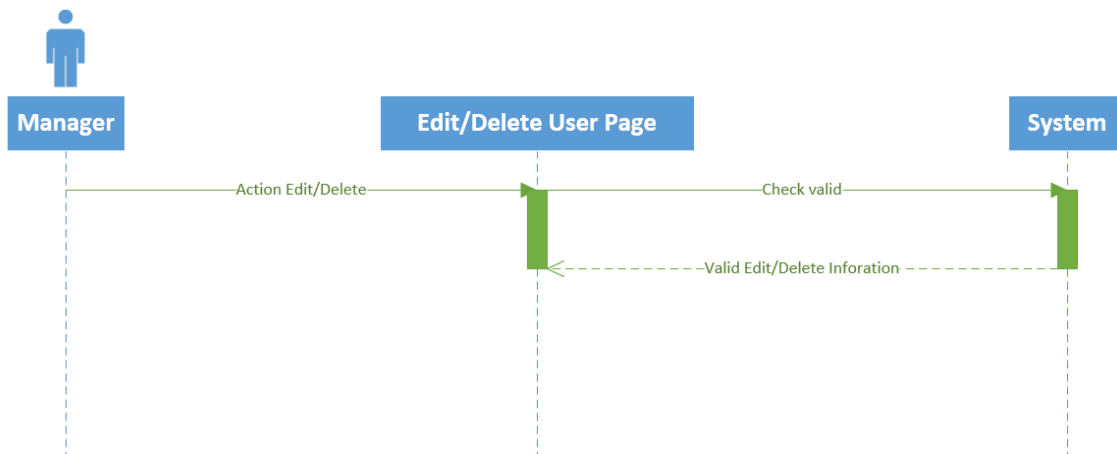 Manager
Edit/Delete User Page
System
Action Edit/Delete
Check valid
Valid Edit/Delete Inforation